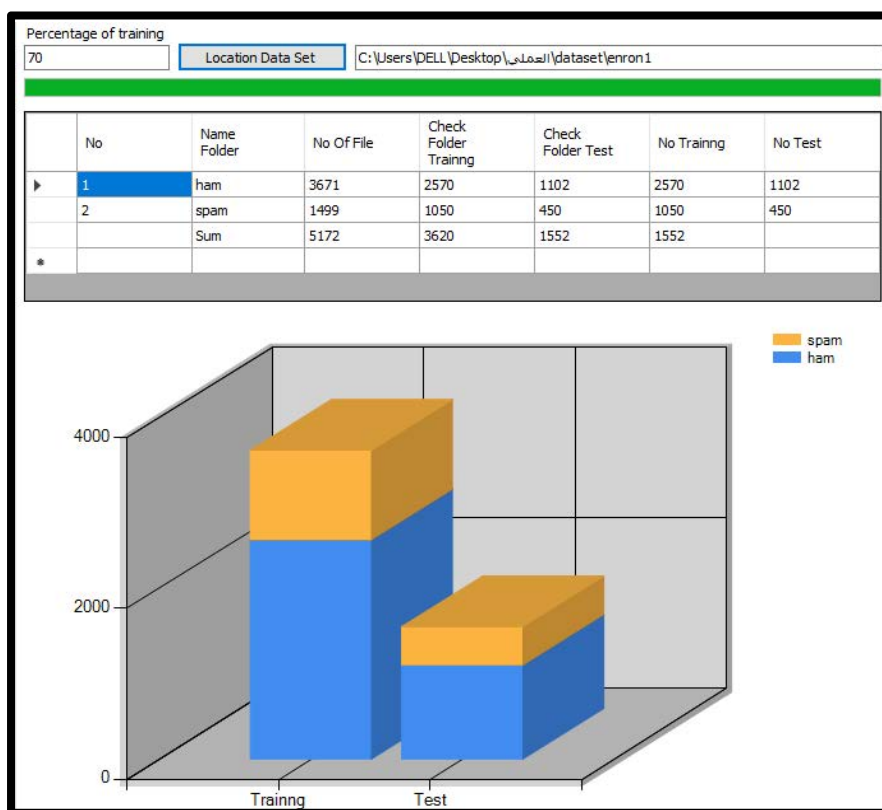 Percentage of training
70 Location Data Set C:\Users\DELL\Desktop\العملي\dataset\enron1
No Name Folder No Of File Check Folder Trainng Check Folder Test No Trainng No Test
1 ham 3671 2570 1102 2570 1102
2 spam 1499 1050 450 1050 450
Sum 5172 3620 1552 1552
spam
ham
4000
2000
0
Trainng Test